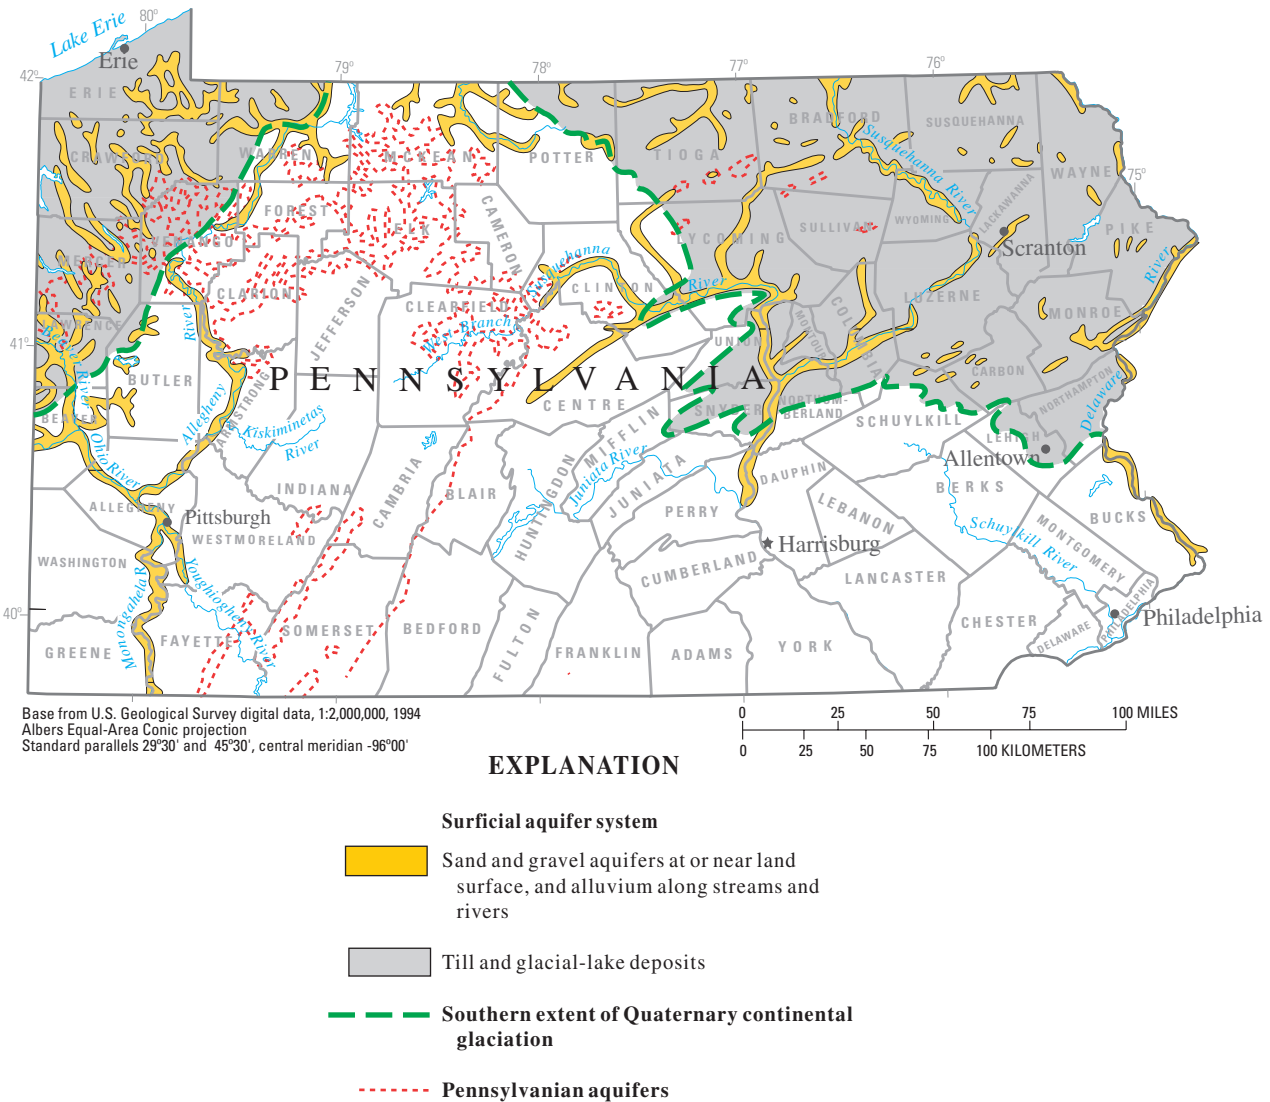 Lake Erie
80°
Erie
42°
79°
78°
77°
76°
75°
41°
40°
ERIE
CRAWFORD
WARREN
MCKEAN
POTTER
TIOGA
BRADFORD
SUSQUEHANNA
WAYNE
Susquehanna River
FOREST
ELK
CAMERON
VENANGO
MERCER
CLARION
JEFFERSON
CLEARFIELD
CLINTON
Susquehanna
West Branch
River
LYCOMING
SULLIVAN
WYOMING
LACKAWANNA
Scranton
PIKE
River
LAWRENCE
Beaver River
River
BUTLER
ARMSTRONG
Allegheny
Kiskiminetas
River
BEAVER
Ohio River
PENNSYLVANIA
CENTRE
UNION
SNYDER
MONTOUR
COLUMBIA
LUZERNE
MONROE
CARBON
NORTHAMPTON
Delaware
NORTHUM-
BERLAND
SCHUYLKILL
LEHIGH
Allentown
BERKS
MIFFLIN
Juniata River
JUNIATA
HUNTINGDON
BLAIR
CAMBRIA
INDIANA
ALLEGHENY
Pittsburgh
WESTMORELAND
WASHINGTON
Monongahela R
Youghiogheny River
GREENE
FAYETTE
SOMERSET
BEDFORD
FULTON
FRANKLIN
ADAMS
YORK
CUMBERLAND
PERRY
DAUPHIN
LEBANON
Harrisburg
LANCASTER
Schuylkill River
MONTGOMERY
BUCKS
CHESTER
DELAWARE
PHILADELPHIA
Philadelphia
Base from U.S. Geological Survey digital data, 1:2,000,000, 1994
Albers Equal-Area Conic projection
Standard parallels 29°30' and 45°30', central meridian -96°00'
0 25 50 75 100 MILES
0 25 50 75 100 KILOMETERS
EXPLANATION
Surficial aquifer system
Sand and gravel aquifers at or near land
surface, and alluvium along streams and
rivers
Till and glacial-lake deposits
Southern extent of Quaternary continental
glaciation
Pennsylvanian aquifers